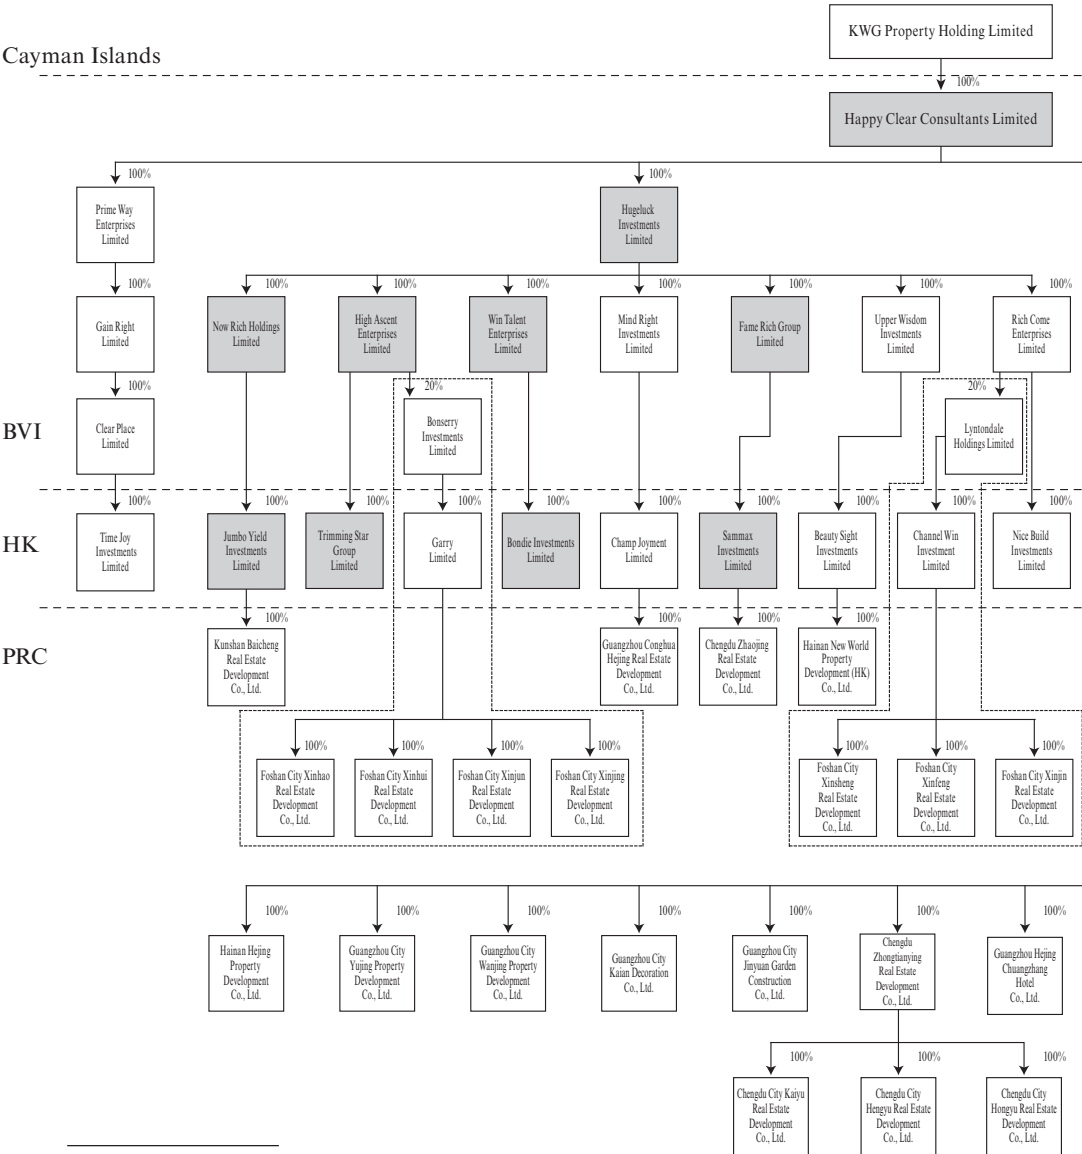 KWG Property Holding Limited
Cayman Islands
100%
Happy Clear Consultants Limited
100%
100%
Prime Way
Enterprises
Limited
Hugeluck
Investments
Limited
100%
100%
100%
100%
100%
100%
100%
100%
Gain Right
Limited
Now Rich Holdings
Limited
High Ascent
Enterprises
Limited
Win Talent
Enterprises
Limited
Mind Right
Investments
Limited
Fame Rich Group
Limited
Upper Wisdom
Investments
Limited
Rich Come
Enterprises
Limited
100%
20%
20%
BVI
Clear Place
Limited
Bonserry
Investments
Limited
Lyntondale
Holdings Limited
100%
100%
100%
100%
100%
100%
100%
100%
100%
100%
HK
Time Joy
Investments
Limited
Jumbo Yield
Investments
Limited
Trimming Star
Group
Limited
Garry
Limited
Bondie Investments
Limited
Champ Joyment
Limited
Sammax
Investments
Limited
Beauty Sight
Investments
Limited
Channel Win
Investment
Limited
Nice Build
Investments
Limited
100%
100%
100%
100%
PRC
Kunshan Baicheng
Real Estate
Development
Co., Ltd.
Guangzhou Conghua
Hejing Real Estate
Development
Co., Ltd.
Chengdu Zhaojing
Real Estate
Development
Co., Ltd.
Hainan New World
Property
Development (HK)
Co., Ltd.
100%
100%
100%
100%
100%
100%
100%
Foshan City Xinhao
Real Estate
Development
Co., Ltd.
Foshan City Xinhui
Real Estate
Development
Co., Ltd.
Foshan City Xinjun
Real Estate
Development
Co., Ltd.
Foshan City Xinjing
Real Estate
Development
Co., Ltd.
Foshan City
Xinsheng
Real Estate
Development
Co., Ltd.
Foshan City
Xinfeng
Real Estate
Development
Co., Ltd.
Foshan City Xinjin
Real Estate
Development
Co., Ltd.
100%
100%
100%
100%
100%
100%
100%
Hainan Hejing
Property
Development
Co., Ltd.
Guangzhou City
Yujing Property
Development
Co., Ltd.
Guangzhou City
Wanjing Property
Development
Co., Ltd.
Guangzhou City
Kaian Decoration
Co., Ltd.
Guangzhou City
Jinyuan Garden
Construction
Co., Ltd.
Chengdu
Zhongtianying
Real Estate
Development
Co., Ltd.
Guangzhou Hejing
Chuangzhang
Hotel
Co., Ltd.
100%
100%
100%
Chengdu City Kaiyu
Real Estate
Development
Co., Ltd.
Chengdu City
Hengyu Real Estate
Development
Co., Ltd.
Chengdu City
Hongyu Real Estate
Development
Co., Ltd.